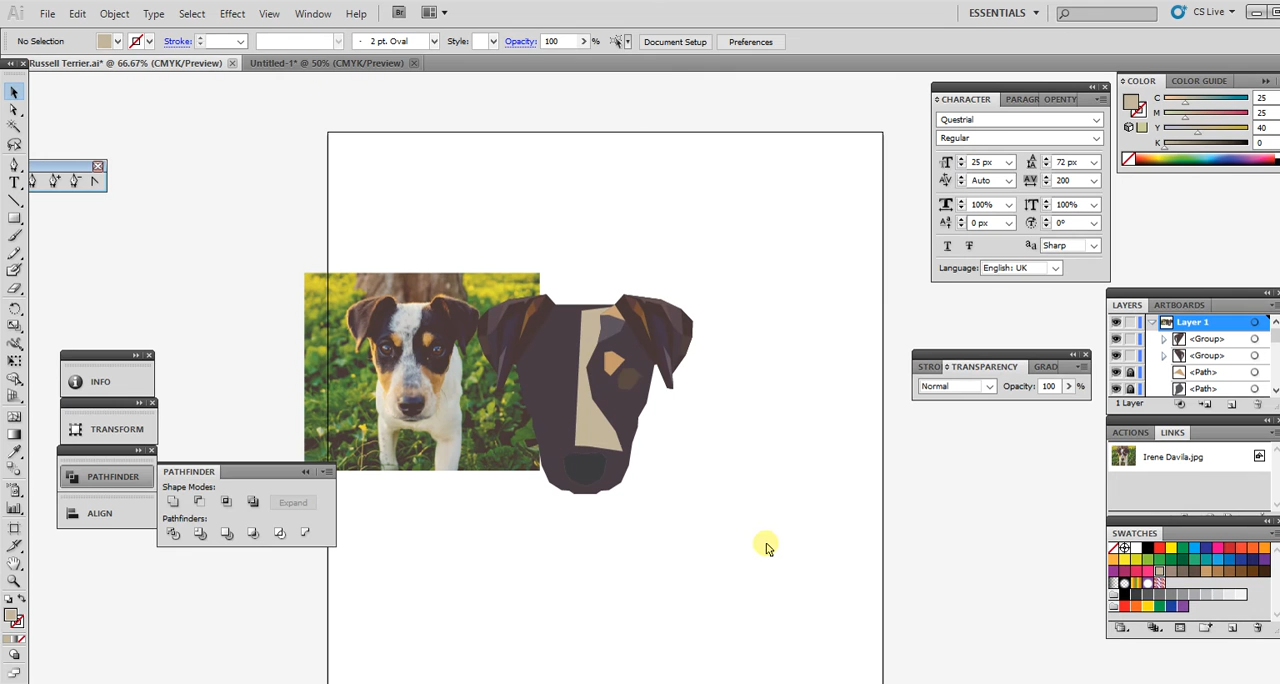 Ai File Edit Object Type Select Effect View Window Help Br ESSENTIALS CS Live
No Selection Stroke: 2 pt. Oval Style: Opacity: 100 % Document Setup Preferences
Russell Terrier.ai* @ 66.67% (CMYK/Preview) Untitled-1* @ 50% (CMYK/Preview)
COLOR COLOR GUIDE
C 25
M 25
Y 40
K 0
CHARACTER PARAGR OPENTY
Questrial
Regular
25 px 72 px
Auto 200
100% 100%
0 px 0°
T T aa Sharp
Language: English: UK
LAYERS ARTBOARDS
Layer 1
<Group>
<Group>
<Path>
<Path>
1 Layer
STRO TRANSPARENCY GRAD
Normal Opacity: 100 %
ACTIONS LINKS
Irene Davila.jpg
SWATCHES
INFO
TRANSFORM
PATHFINDER
ALIGN
PATHFINDER
Shape Modes:
Expand
Pathfinders: